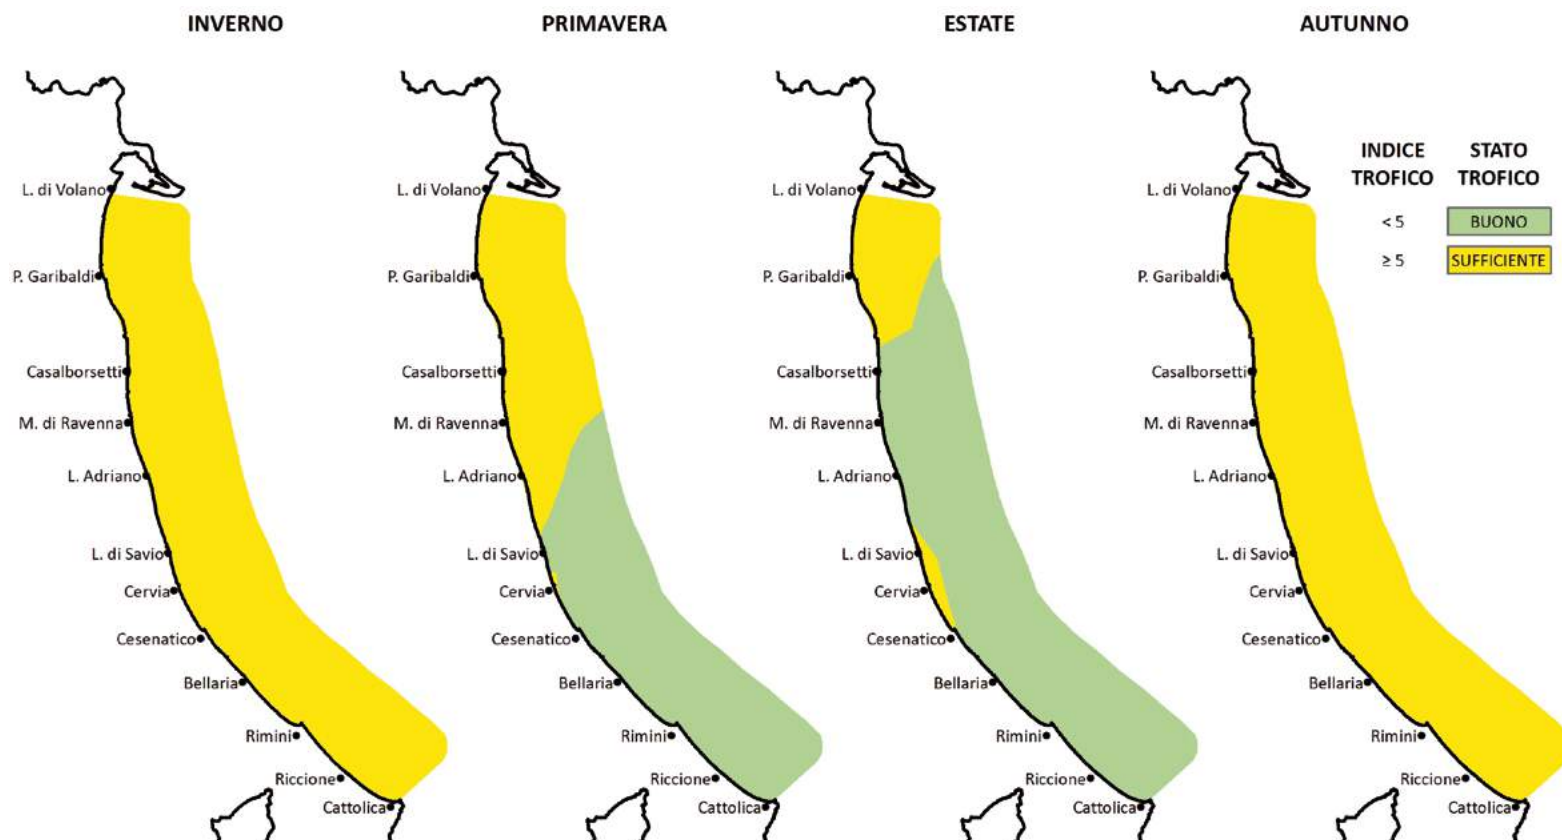 INVERNO
PRIMAVERA
ESTATE
AUTUNNO
L. di Volano
P. Garibaldi
Casalborsetti
M. di Ravenna
L. Adriano
L. di Savio
Cervia
Cesenatico
Bellaria
Rimini
Riccione
Cattolica
L. di Volano
P. Garibaldi
Casalborsetti
M. di Ravenna
L. Adriano
L. di Savio
Cervia
Cesenatico
Bellaria
Rimini
Riccione
Cattolica
L. di Volano
P. Garibaldi
Casalborsetti
M. di Ravenna
L. Adriano
L. di Savio
Cervia
Cesenatico
Bellaria
Rimini
Riccione
Cattolica
L. di Volano
P. Garibaldi
Casalborsetti
M. di Ravenna
L. Adriano
L. di Savio
Cervia
Cesenatico
Bellaria
Rimini
Riccione
Cattolica
INDICE
TROFICO
STATO
TROFICO
< 5
BUONO
≥ 5
SUFFICIENTE